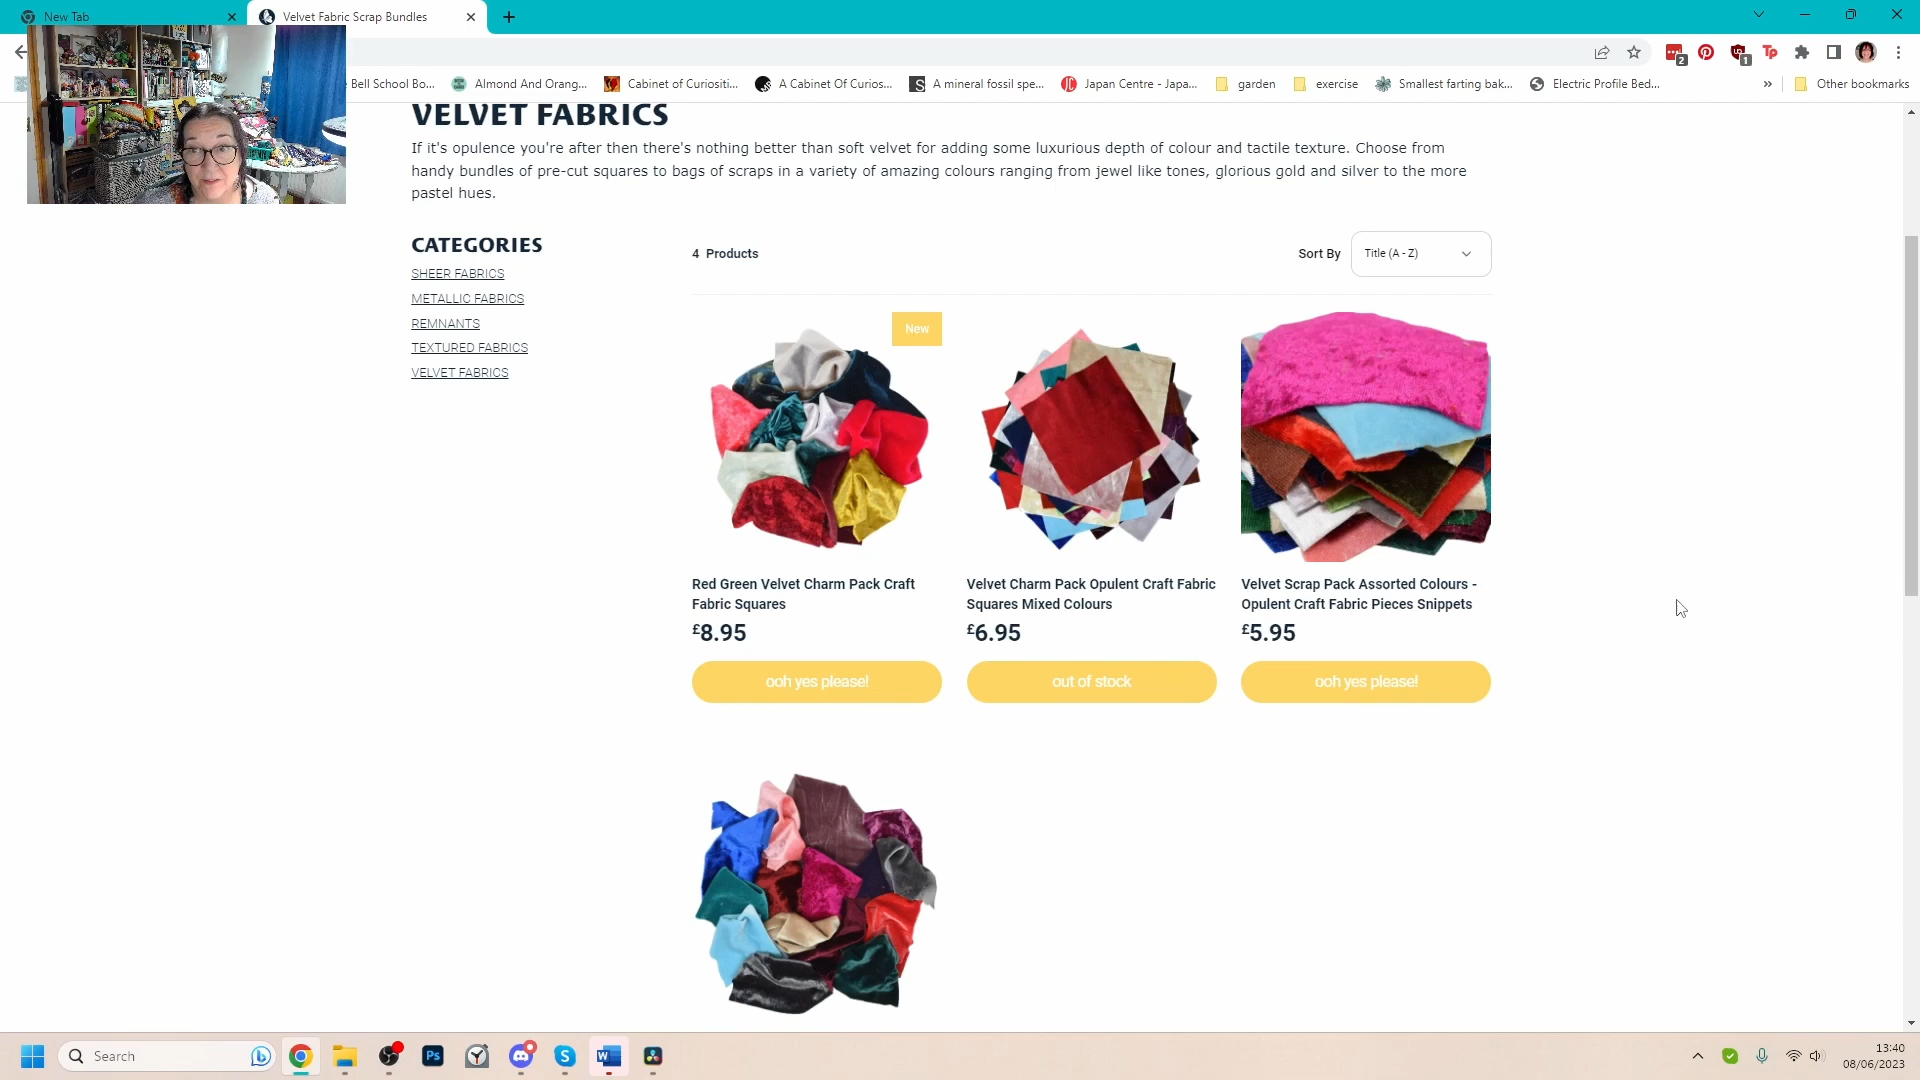 New Tab
Velvet Fabric Scrap Bundles
2
1
e Bell School Bo...
Almond And Orang...
Cabinet of Curiositi...
A Cabinet Of Curios...
A mineral fossil spe...
Japan Centre - Japa...
garden
exercise
Smallest farting bak...
Electric Profile Bed...
»
Other bookmarks
VELVET FABRICS
If it's opulence you're after then there's nothing better than soft velvet for adding some luxurious depth of colour and tactile texture. Choose from
handy bundles of pre-cut squares to bags of scraps in a variety of amazing colours ranging from jewel like tones, glorious gold and silver to the more
pastel hues.
CATEGORIES
SHEER FABRICS
METALLIC FABRICS
REMNANTS
TEXTURED FABRICS
VELVET FABRICS
4 Products
Sort By
Title (A - Z)
New
Red Green Velvet Charm Pack Craft
Fabric Squares
£8.95
ooh yes please!
Velvet Charm Pack Opulent Craft Fabric
Squares Mixed Colours
£6.95
out of stock
Velvet Scrap Pack Assorted Colours -
Opulent Craft Fabric Pieces Snippets
£5.95
ooh yes please!
Search
Ps
13:40
08/06/2023